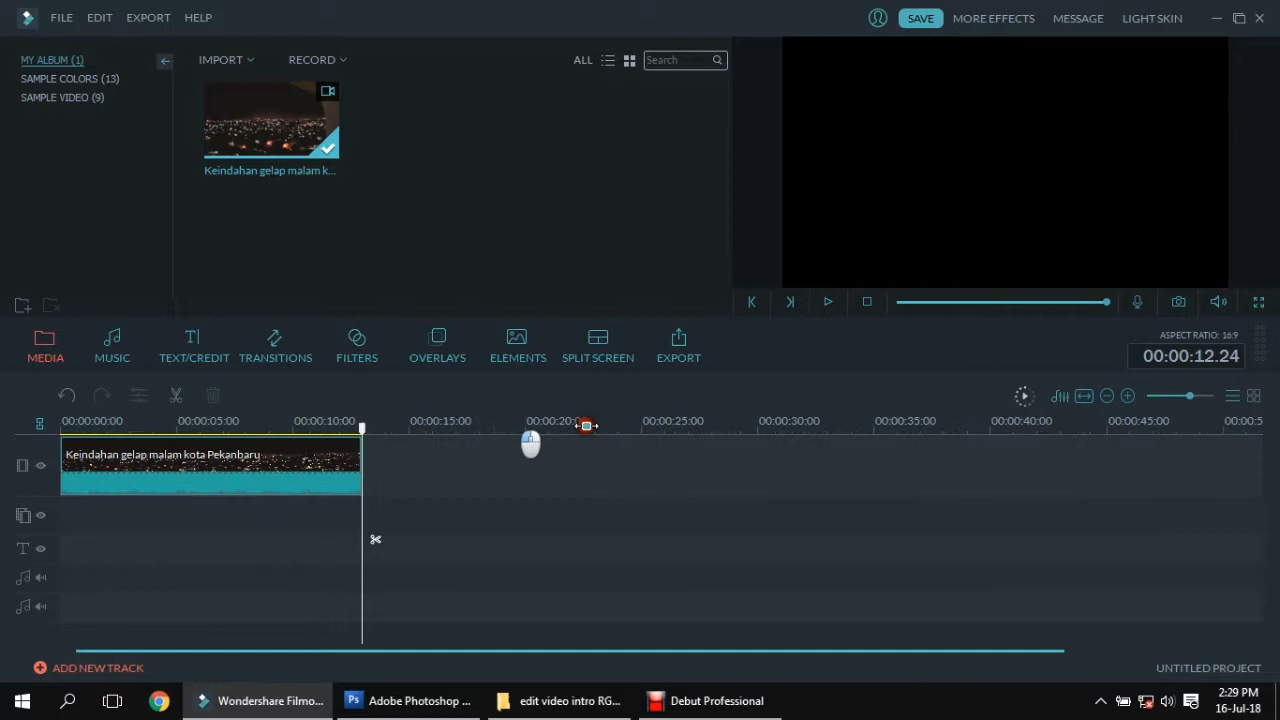 FILE EDIT EXPORT HELP SAVE MORE EFFECTS MESSAGE LIGHT SKIN
MY ALBUM (1)
SAMPLE COLORS (13)
SAMPLE VIDEO (9)
IMPORT RECORD ALL Search
Keindahan gelap malam k...
MEDIA MUSIC TEXT/CREDIT TRANSITIONS FILTERS OVERLAYS ELEMENTS SPLIT SCREEN EXPORT
ASPECT RATIO: 16:9
00:00:12.24
00:00:00:00 00:00:05:00 00:00:10:00 00:00:15:00 00:00:25:00 00:00:30:00 00:00:35:00 00:00:40:00 00:00:45:00 00:00:5
Keindahan gelap malam kota Pekanbaru
ADD NEW TRACK
UNTITLED PROJECT
Wondershare Filmo... Ps Adobe Photoshop ... edit video intro RG... Debut Professional
2:29 PM
16-Jul-18